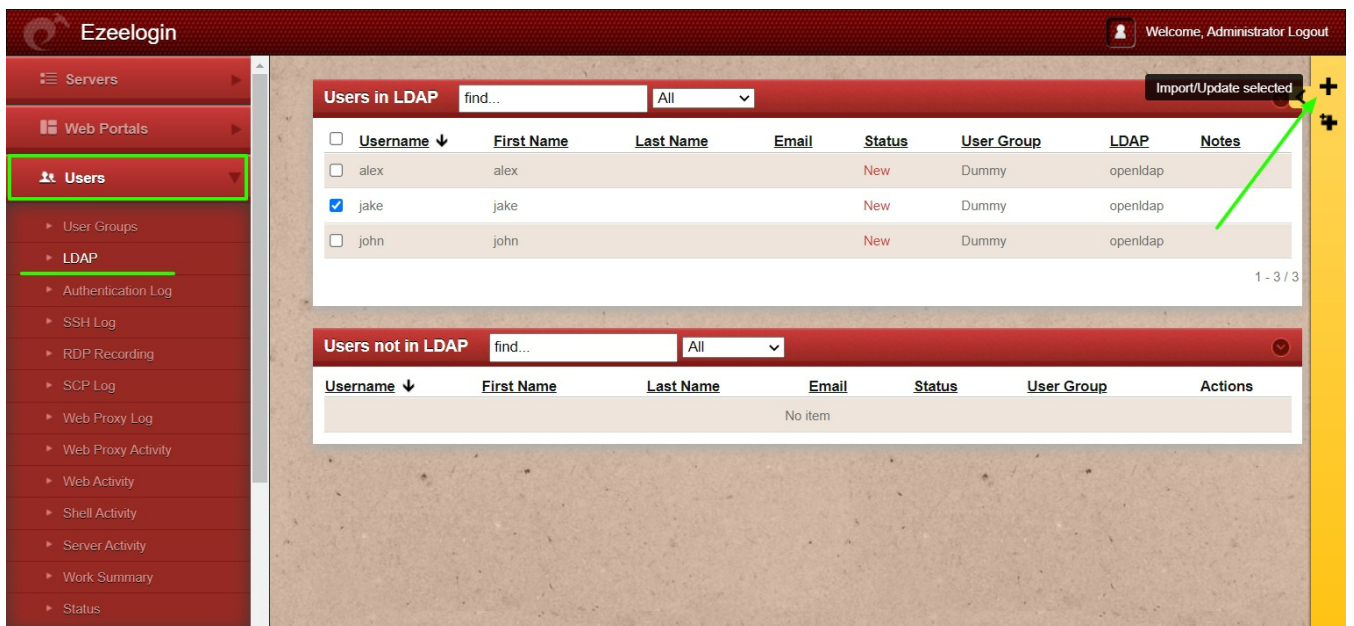 Ezeelogin
Welcome, Administrator Logout
Servers
Web Portals
Users
User Groups
LDAP
Authentication Log
SSH Log
RDP Recording
SCP Log
Web Proxy Log
Web Proxy Activity
Web Activity
Shell Activity
Server Activity
Work Summary
Status
Users in LDAP find... All
Import/Update selected
Username First Name Last Name Email Status User Group LDAP Notes
alex alex New Dummy openldap
jake jake New Dummy openldap
john john New Dummy openldap
1 - 3 / 3
Users not in LDAP find... All
Username First Name Last Name Email Status User Group Actions
No item